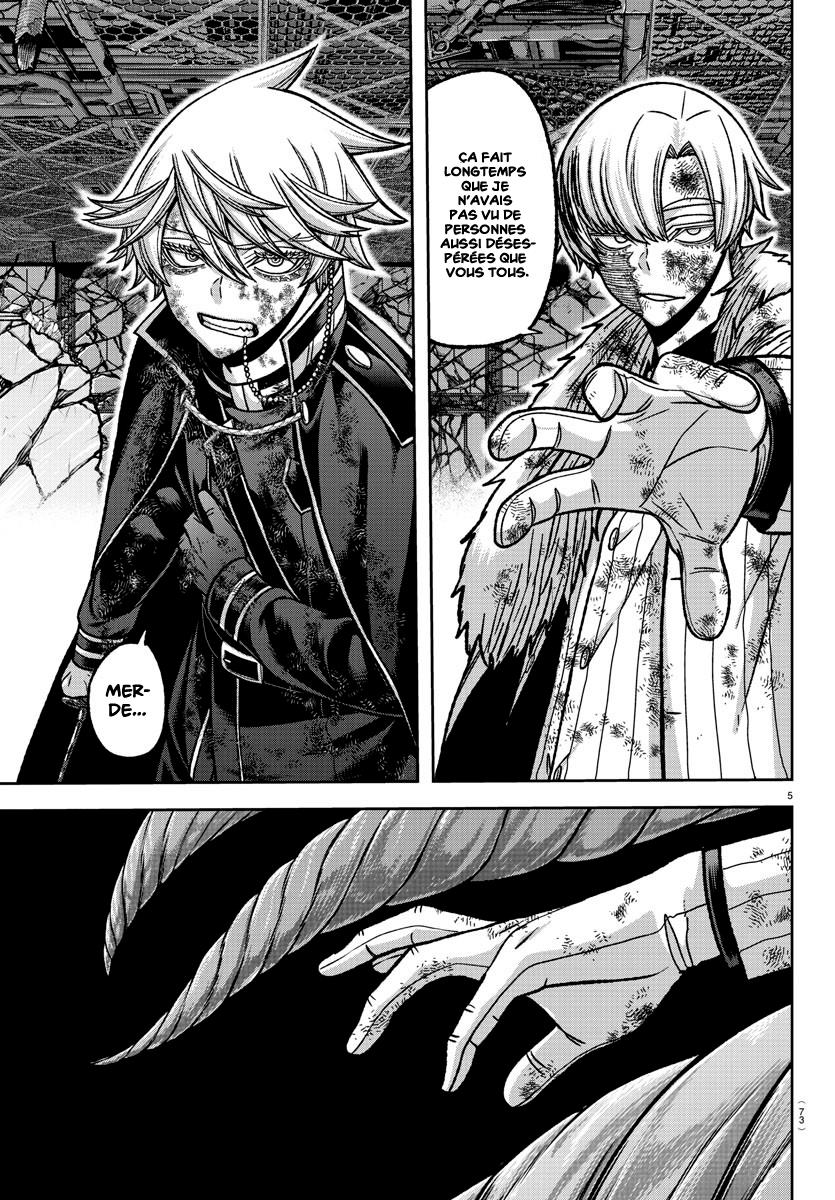 ÇA FAIT
LONGTEMPS
QUE JE
N'AVAIS
PAS VU DE
PERSONNES
AUSSI DÉSES-
PÉRÉES QUE
VOUS TOUS.
MER-
DE...
5
(73)